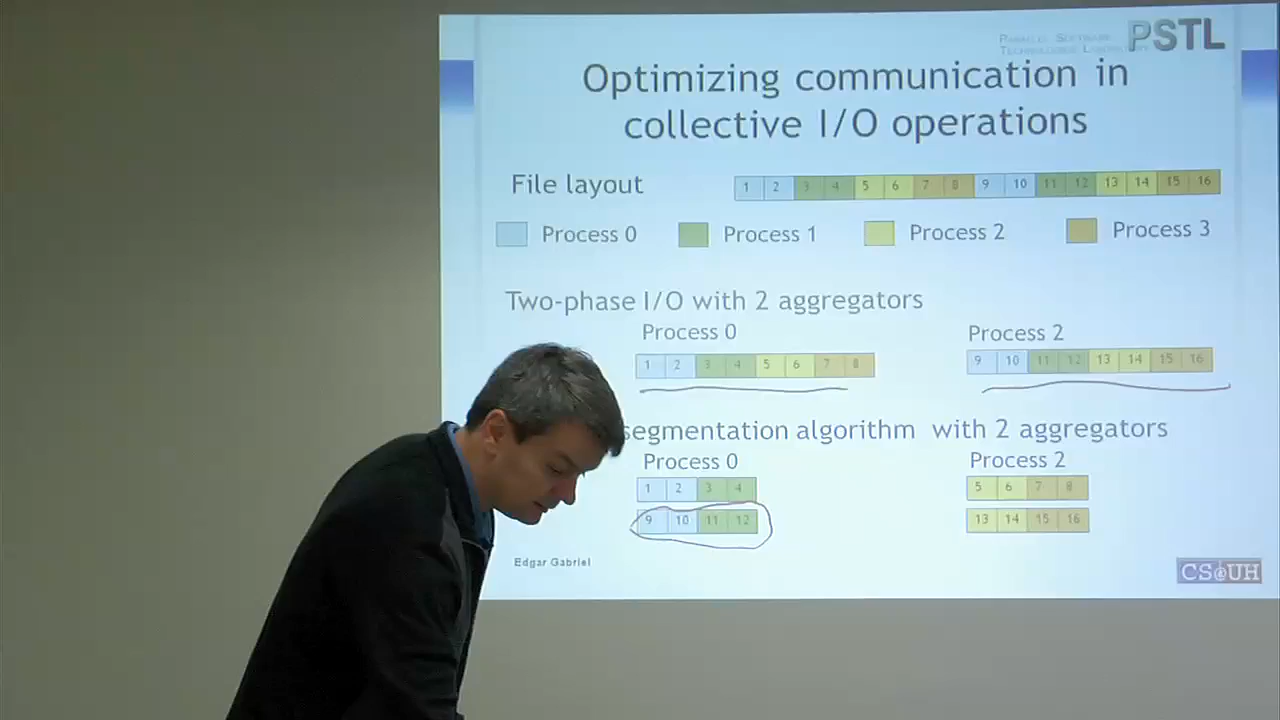 PARALLEL SOFTWARE
TECHNOLOGIES LABORATORY
PSTL
Optimizing communication in
collective I/O operations
File layout
1 2 3 4 5 6 7 8 9 10 11 12 13 14 15 16
Process 0 Process 1 Process 2 Process 3
Two-phase I/O with 2 aggregators
Process 0 Process 2
1 2 3 4 5 6 7 8 9 10 11 12 13 14 15 16
segmentation algorithm with 2 aggregators
Process 0 Process 2
1 2 3 4 5 6 7 8
9 10 11 12 13 14 15 16
Edgar Gabriel
CS@UH